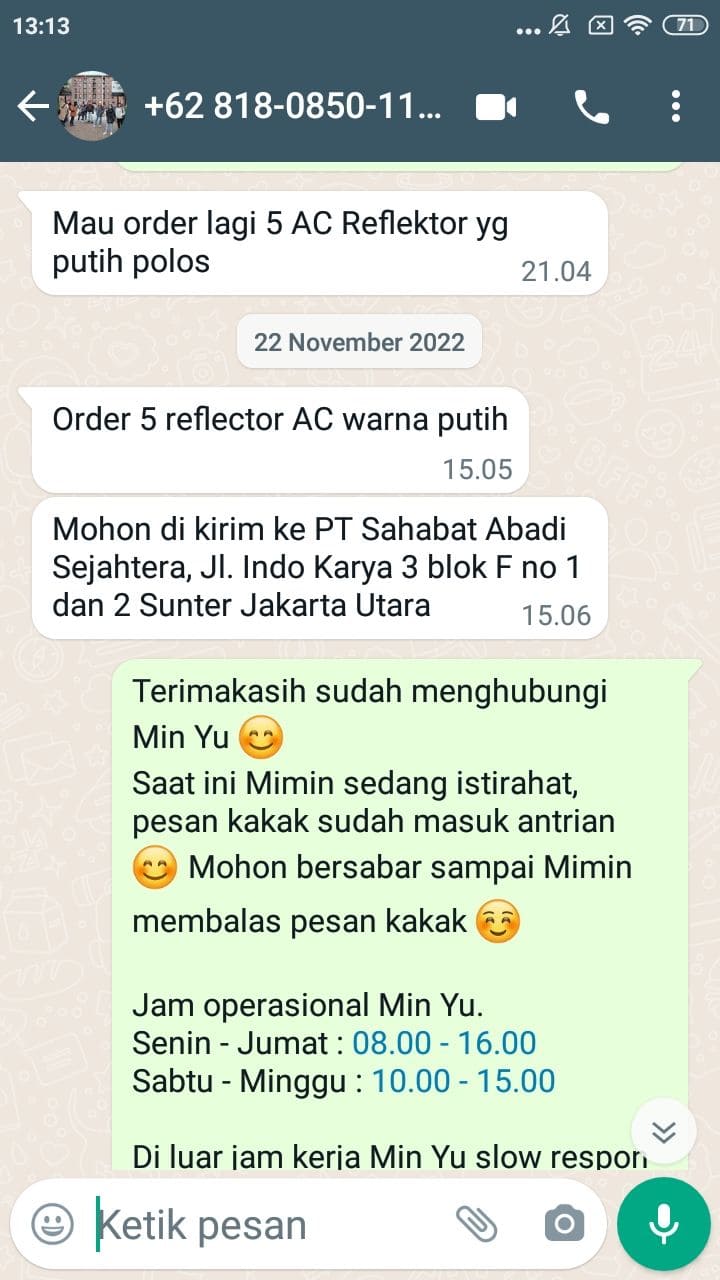 13:13
71
+62 818-0850-11...
Mau order lagi 5 AC Reflektor yg
putih polos
21.04
22 November 2022
Order 5 reflector AC warna putih
15.05
Mohon di kirim ke PT Sahabat Abadi
Sejahtera, Jl. Indo Karya 3 blok F no 1
dan 2 Sunter Jakarta Utara
15.06
Terimakasih sudah menghubungi
Min Yu 😊
Saat ini Mimin sedang istirahat,
pesan kakak sudah masuk antrian
😊 Mohon bersabar sampai Mimin
membalas pesan kakak ☺️
Jam operasional Min Yu.
Senin - Jumat : 08.00 - 16.00
Sabtu - Minggu : 10.00 - 15.00
Di luar jam kerja Min Yu slow respon
Ketik pesan